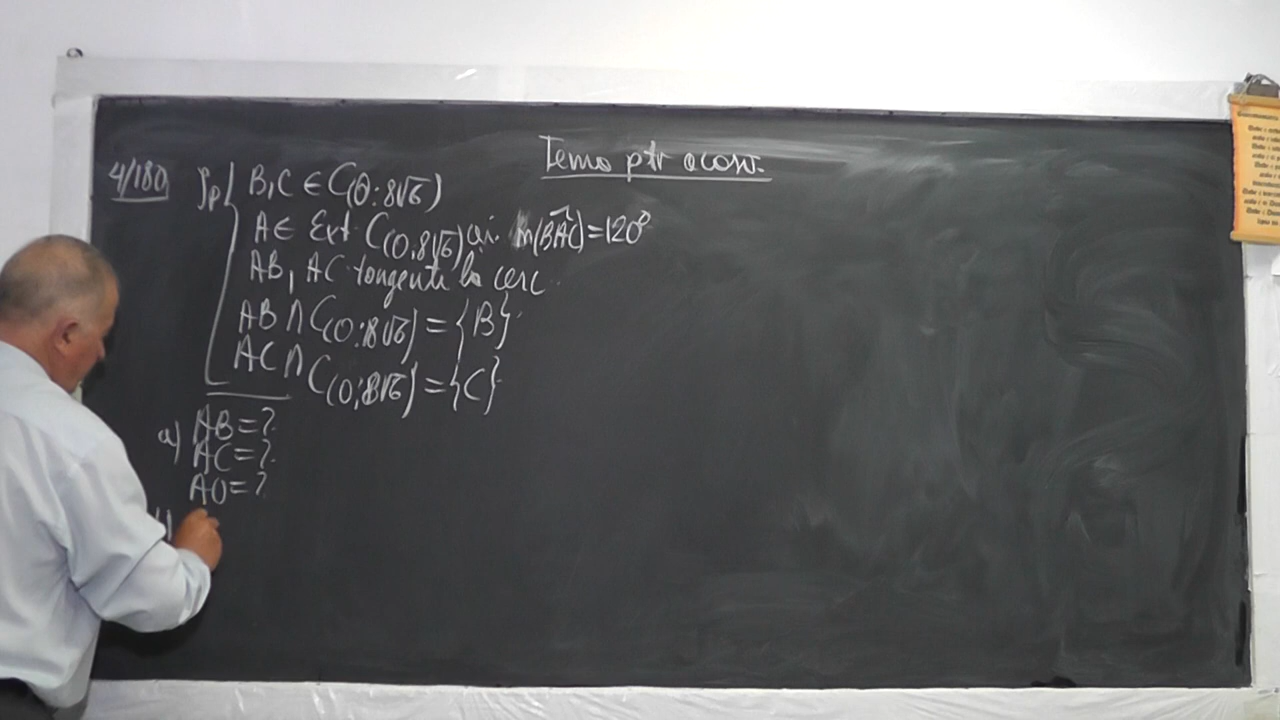 Tema ptr acasă.
4/180 Ip B,C ∈ C(O;8√6)
A ∈ Ext C(O,8√6) a.î. m(BAC)=120°
AB, AC tangente la cerc.
AB ∩ C(O;8√6) = {B}.
AC ∩ C(O;8√6) = {C}.
a) AB=?
AC=?
AO=?